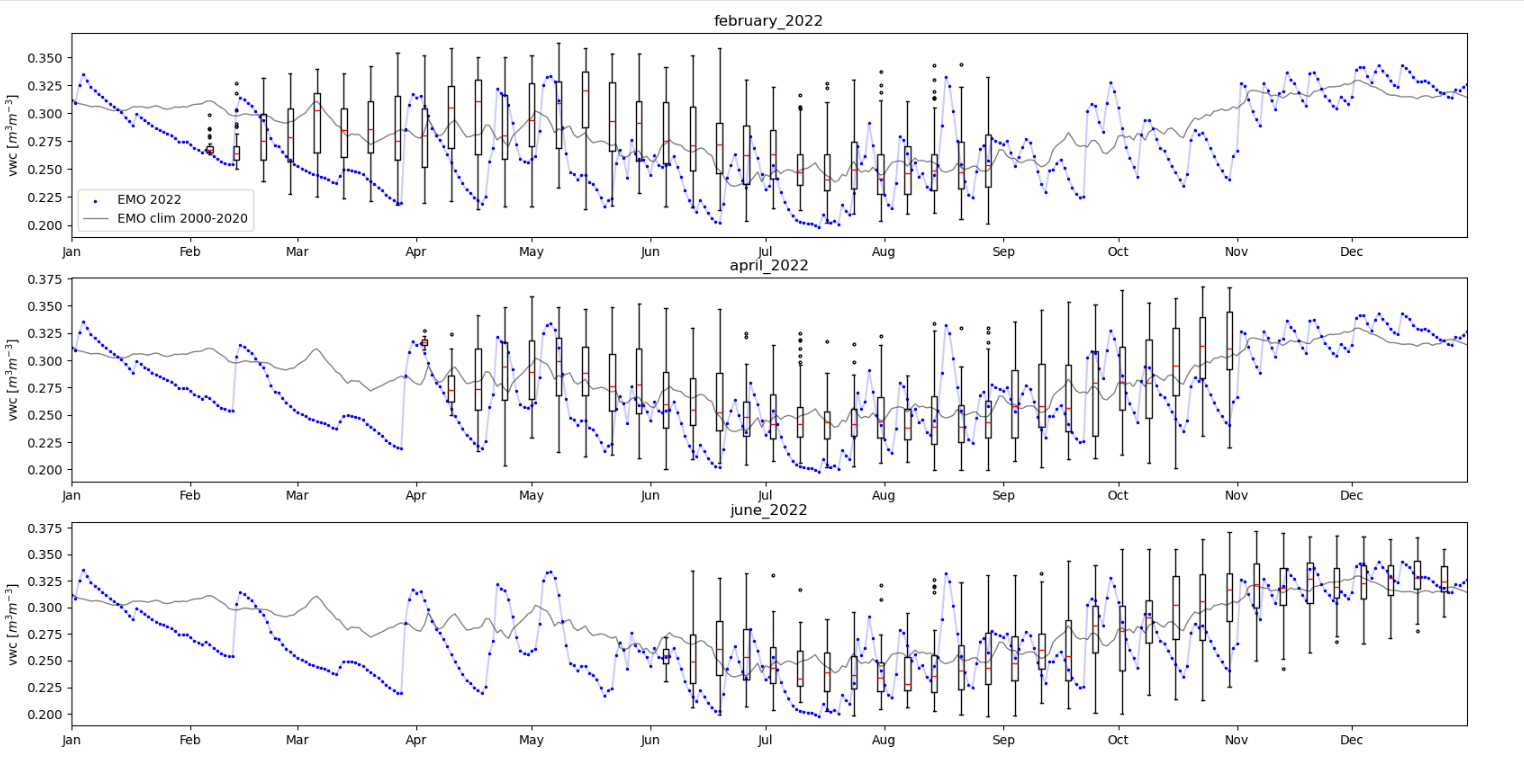 february_2022
0.350
0.325
0.300
0.275
0.250
0.225
0.200
vwc [m³m⁻³]
EMO 2022
EMO clim 2000-2020
Jan Feb Mar Apr May Jun Jul Aug Sep Oct Nov Dec
april_2022
0.375
0.350
0.325
0.300
0.275
0.250
0.225
0.200
vwc [m³m⁻³]
Jan Feb Mar Apr May Jun Jul Aug Sep Oct Nov Dec
june_2022
0.375
0.350
0.325
0.300
0.275
0.250
0.225
0.200
vwc [m³m⁻³]
Jan Feb Mar Apr May Jun Jul Aug Sep Oct Nov Dec